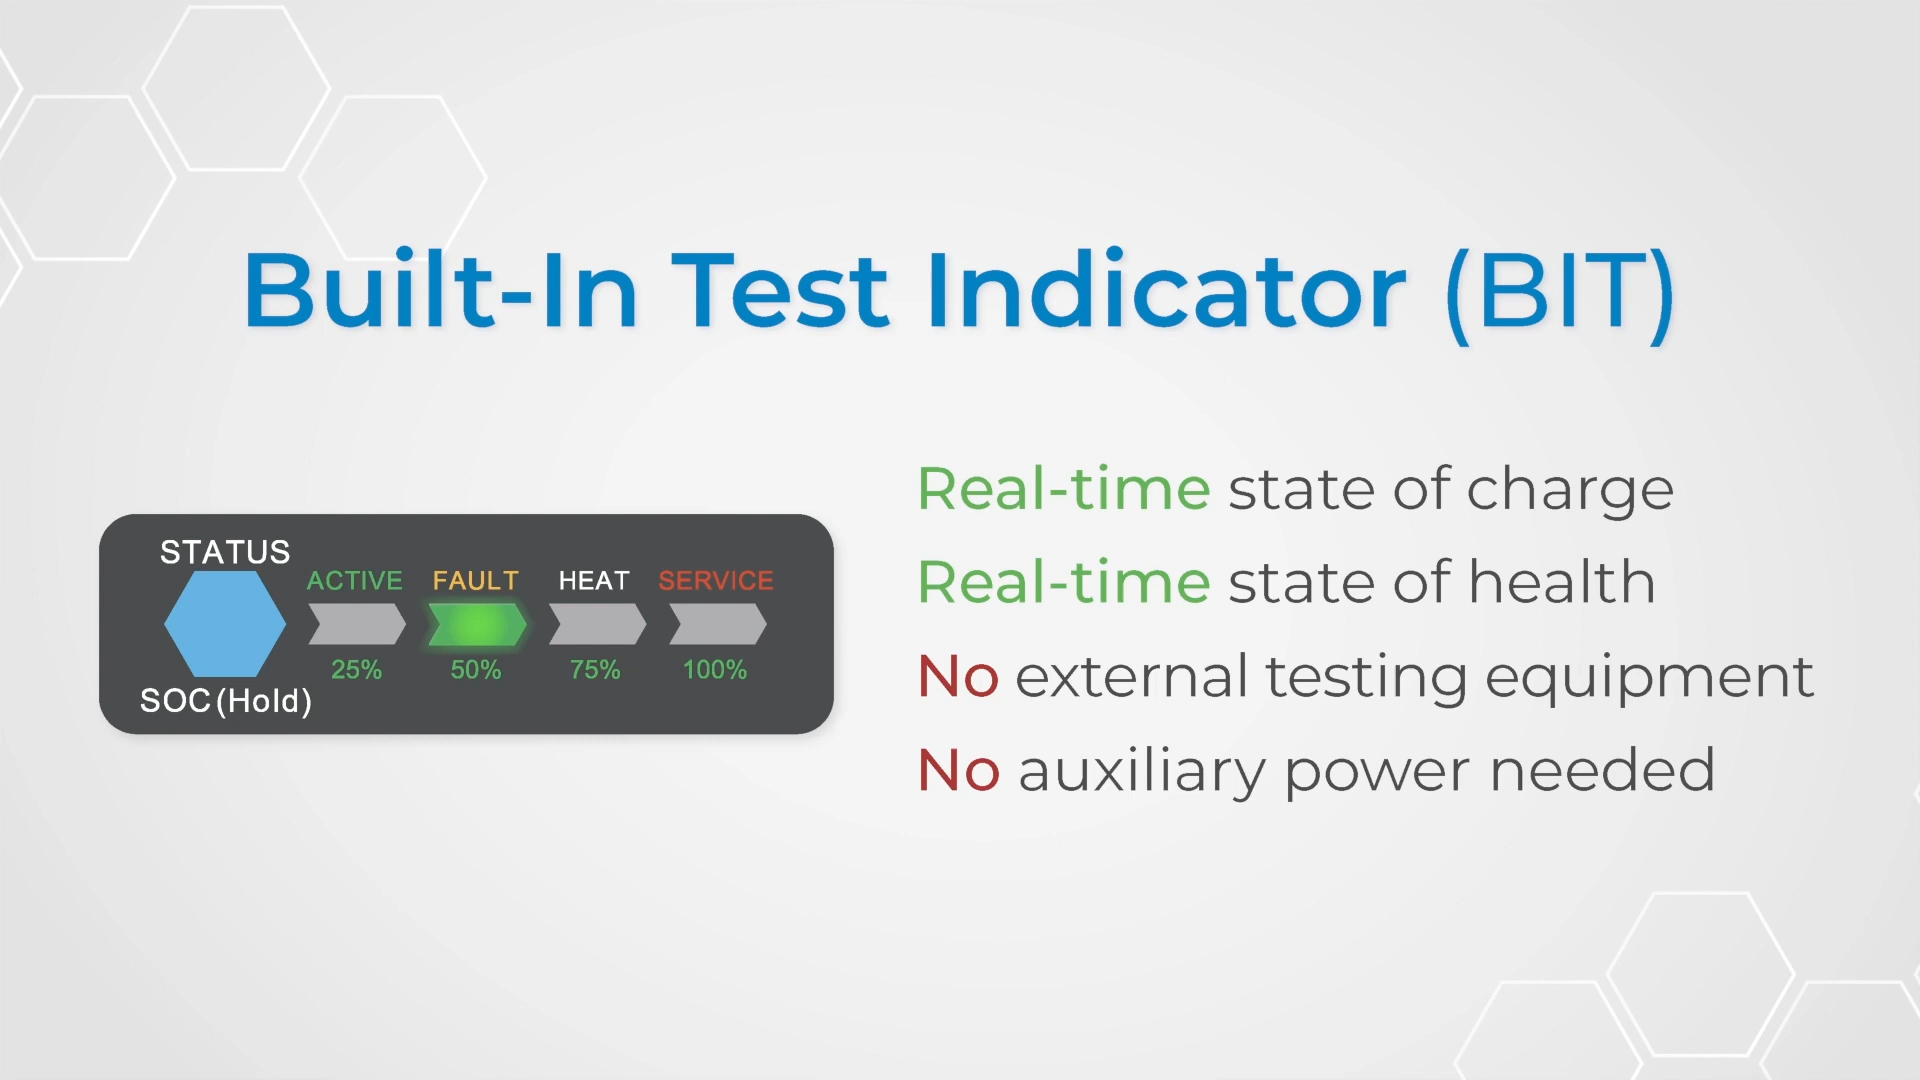 Built-In Test Indicator (BIT)
STATUS
ACTIVE FAULT HEAT SERVICE
25% 50% 75% 100%
SOC (Hold)
Real-time state of charge
Real-time state of health
No external testing equipment
No auxiliary power needed